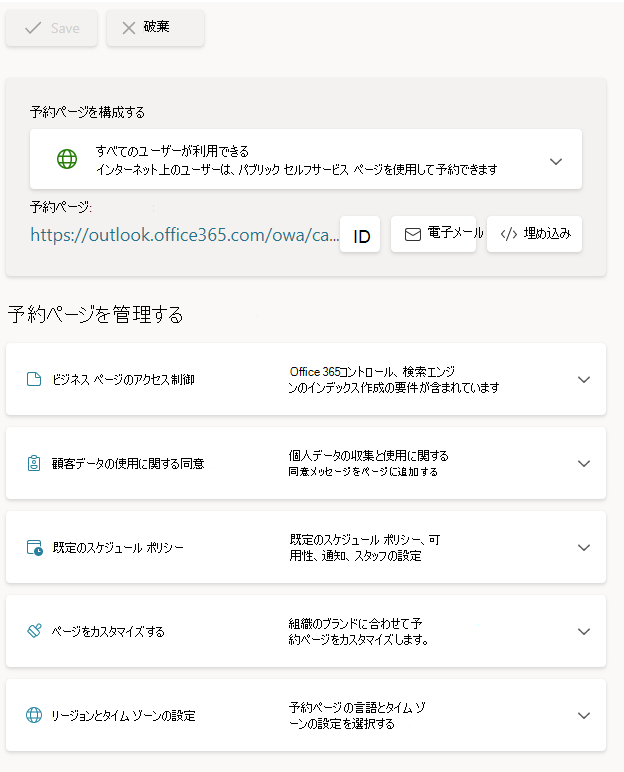 Save
破棄
予約ページを構成する
すべてのユーザーが利用できる
インターネット上のユーザーは、パブリック セルフサービス ページを使用して予約できます
予約ページ:
https://outlook.office365.com/owa/ca...
ID
電子メール
埋め込み
予約ページを管理する
ビジネス ページのアクセス制御
Office 365コントロール、検索エンジ
ンのインデックス作成の要件が含まれています
顧客データの使用に関する同意
個人データの収集と使用に関する
同意メッセージをページに追加する
既定のスケジュール ポリシー
既定のスケジュール ポリシー、可
用性、通知、スタッフの設定
ページをカスタマイズする
組織のブランドに合わせて予
約ページをカスタマイズします。
リージョンとタイム ゾーンの設定
予約ページの言語とタイム ゾ
ーンの設定を選択する